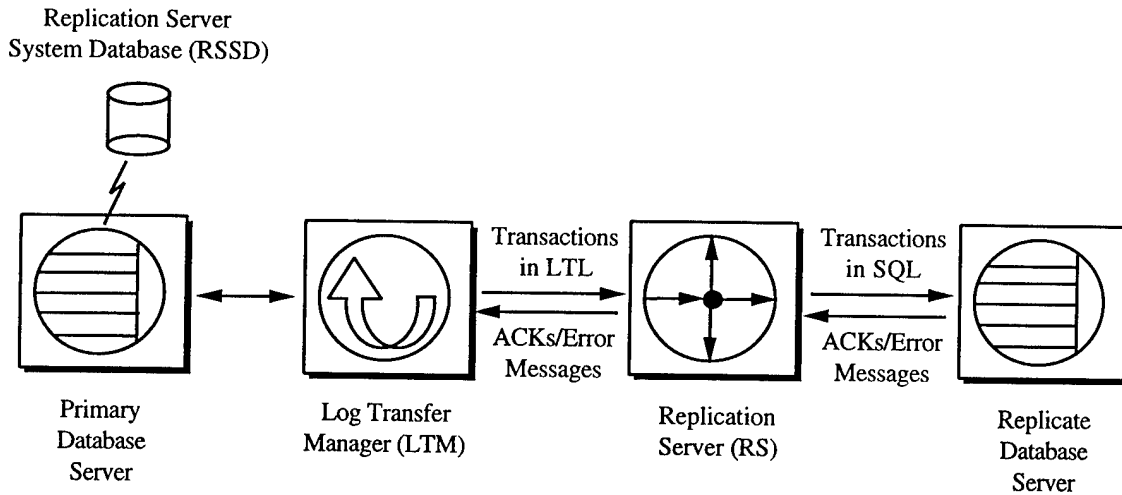 Replication Server
System Database (RSSD)
Transactions
in LTL
ACKs/Error
Messages
Transactions
in SQL
ACKs/Error
Messages
Primary
Database
Server
Log Transfer
Manager (LTM)
Replication
Server (RS)
Replicate
Database
Server